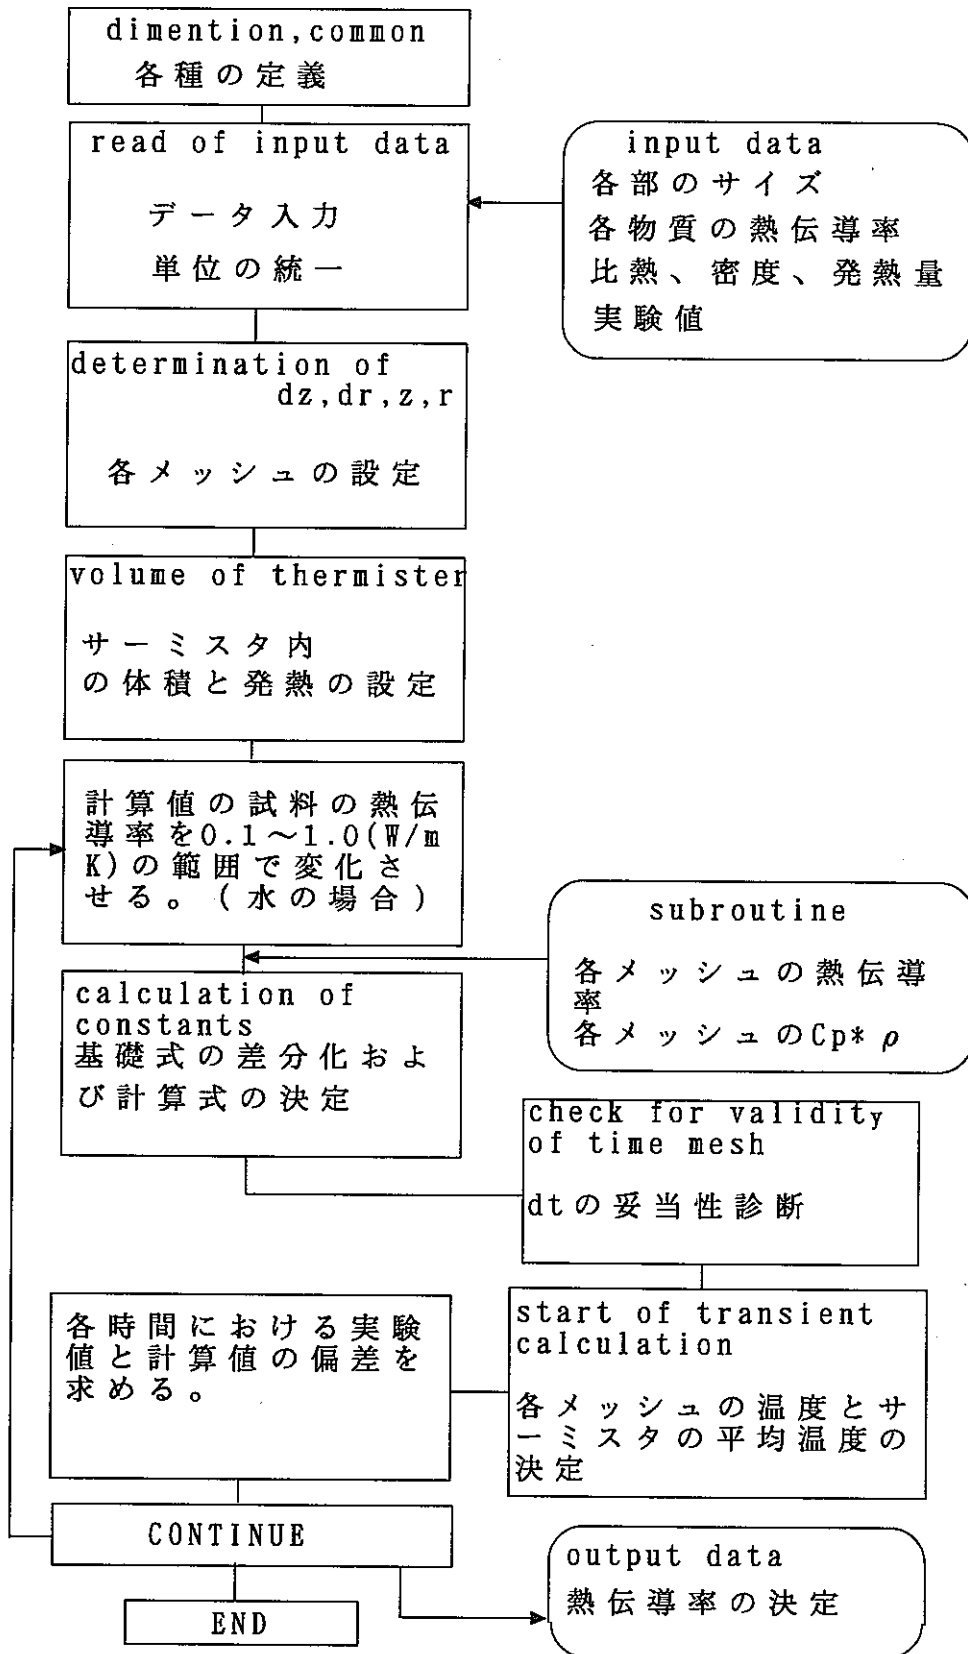 dimention,common
各種の定義
read of input data
データ入力
単位の統一
input data
各部のサイズ
各物質の熱伝導率
比熱、密度、発熱量
実験値
determination of
dz,dr,z,r
各メッシュの設定
volume of thermister
サーミスタ内
の体積と発熱の設定
計算値の試料の熱伝
導率を0.1～1.0(W/m
K)の範囲で変化さ
せる。(水の場合)
subroutine
各メッシュの熱伝導
率
各メッシュのCp*ρ
calculation of
constants
基礎式の差分化およ
び計算式の決定
check for validity
of time mesh
dtの妥当性診断
start of transient
calculation
各メッシュの温度とサ
ーミスタの平均温度の
決定
各時間における実験
値と計算値の偏差を
求める。
CONTINUE
END
output data
熱伝導率の決定